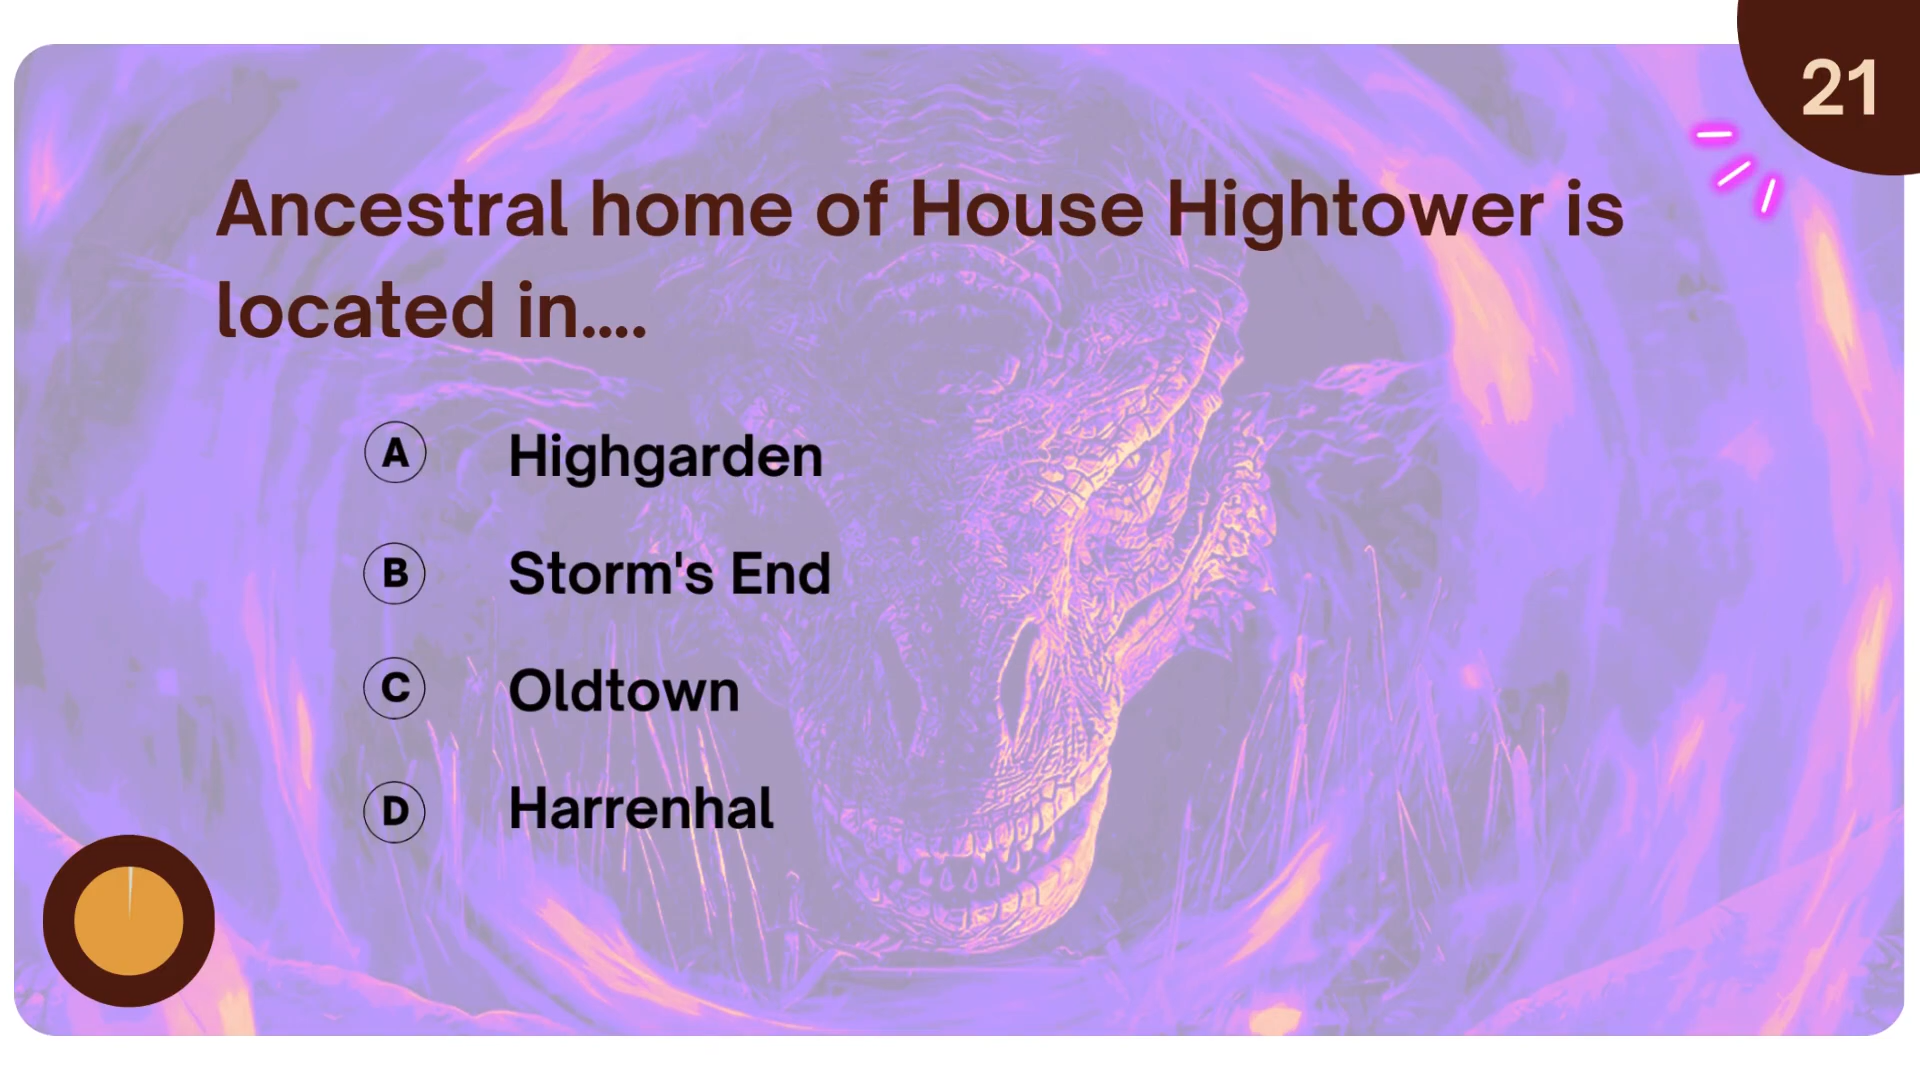 21
Ancestral home of House Hightower is
located in....
A Highgarden
B Storm's End
C Oldtown
D Harrenhal